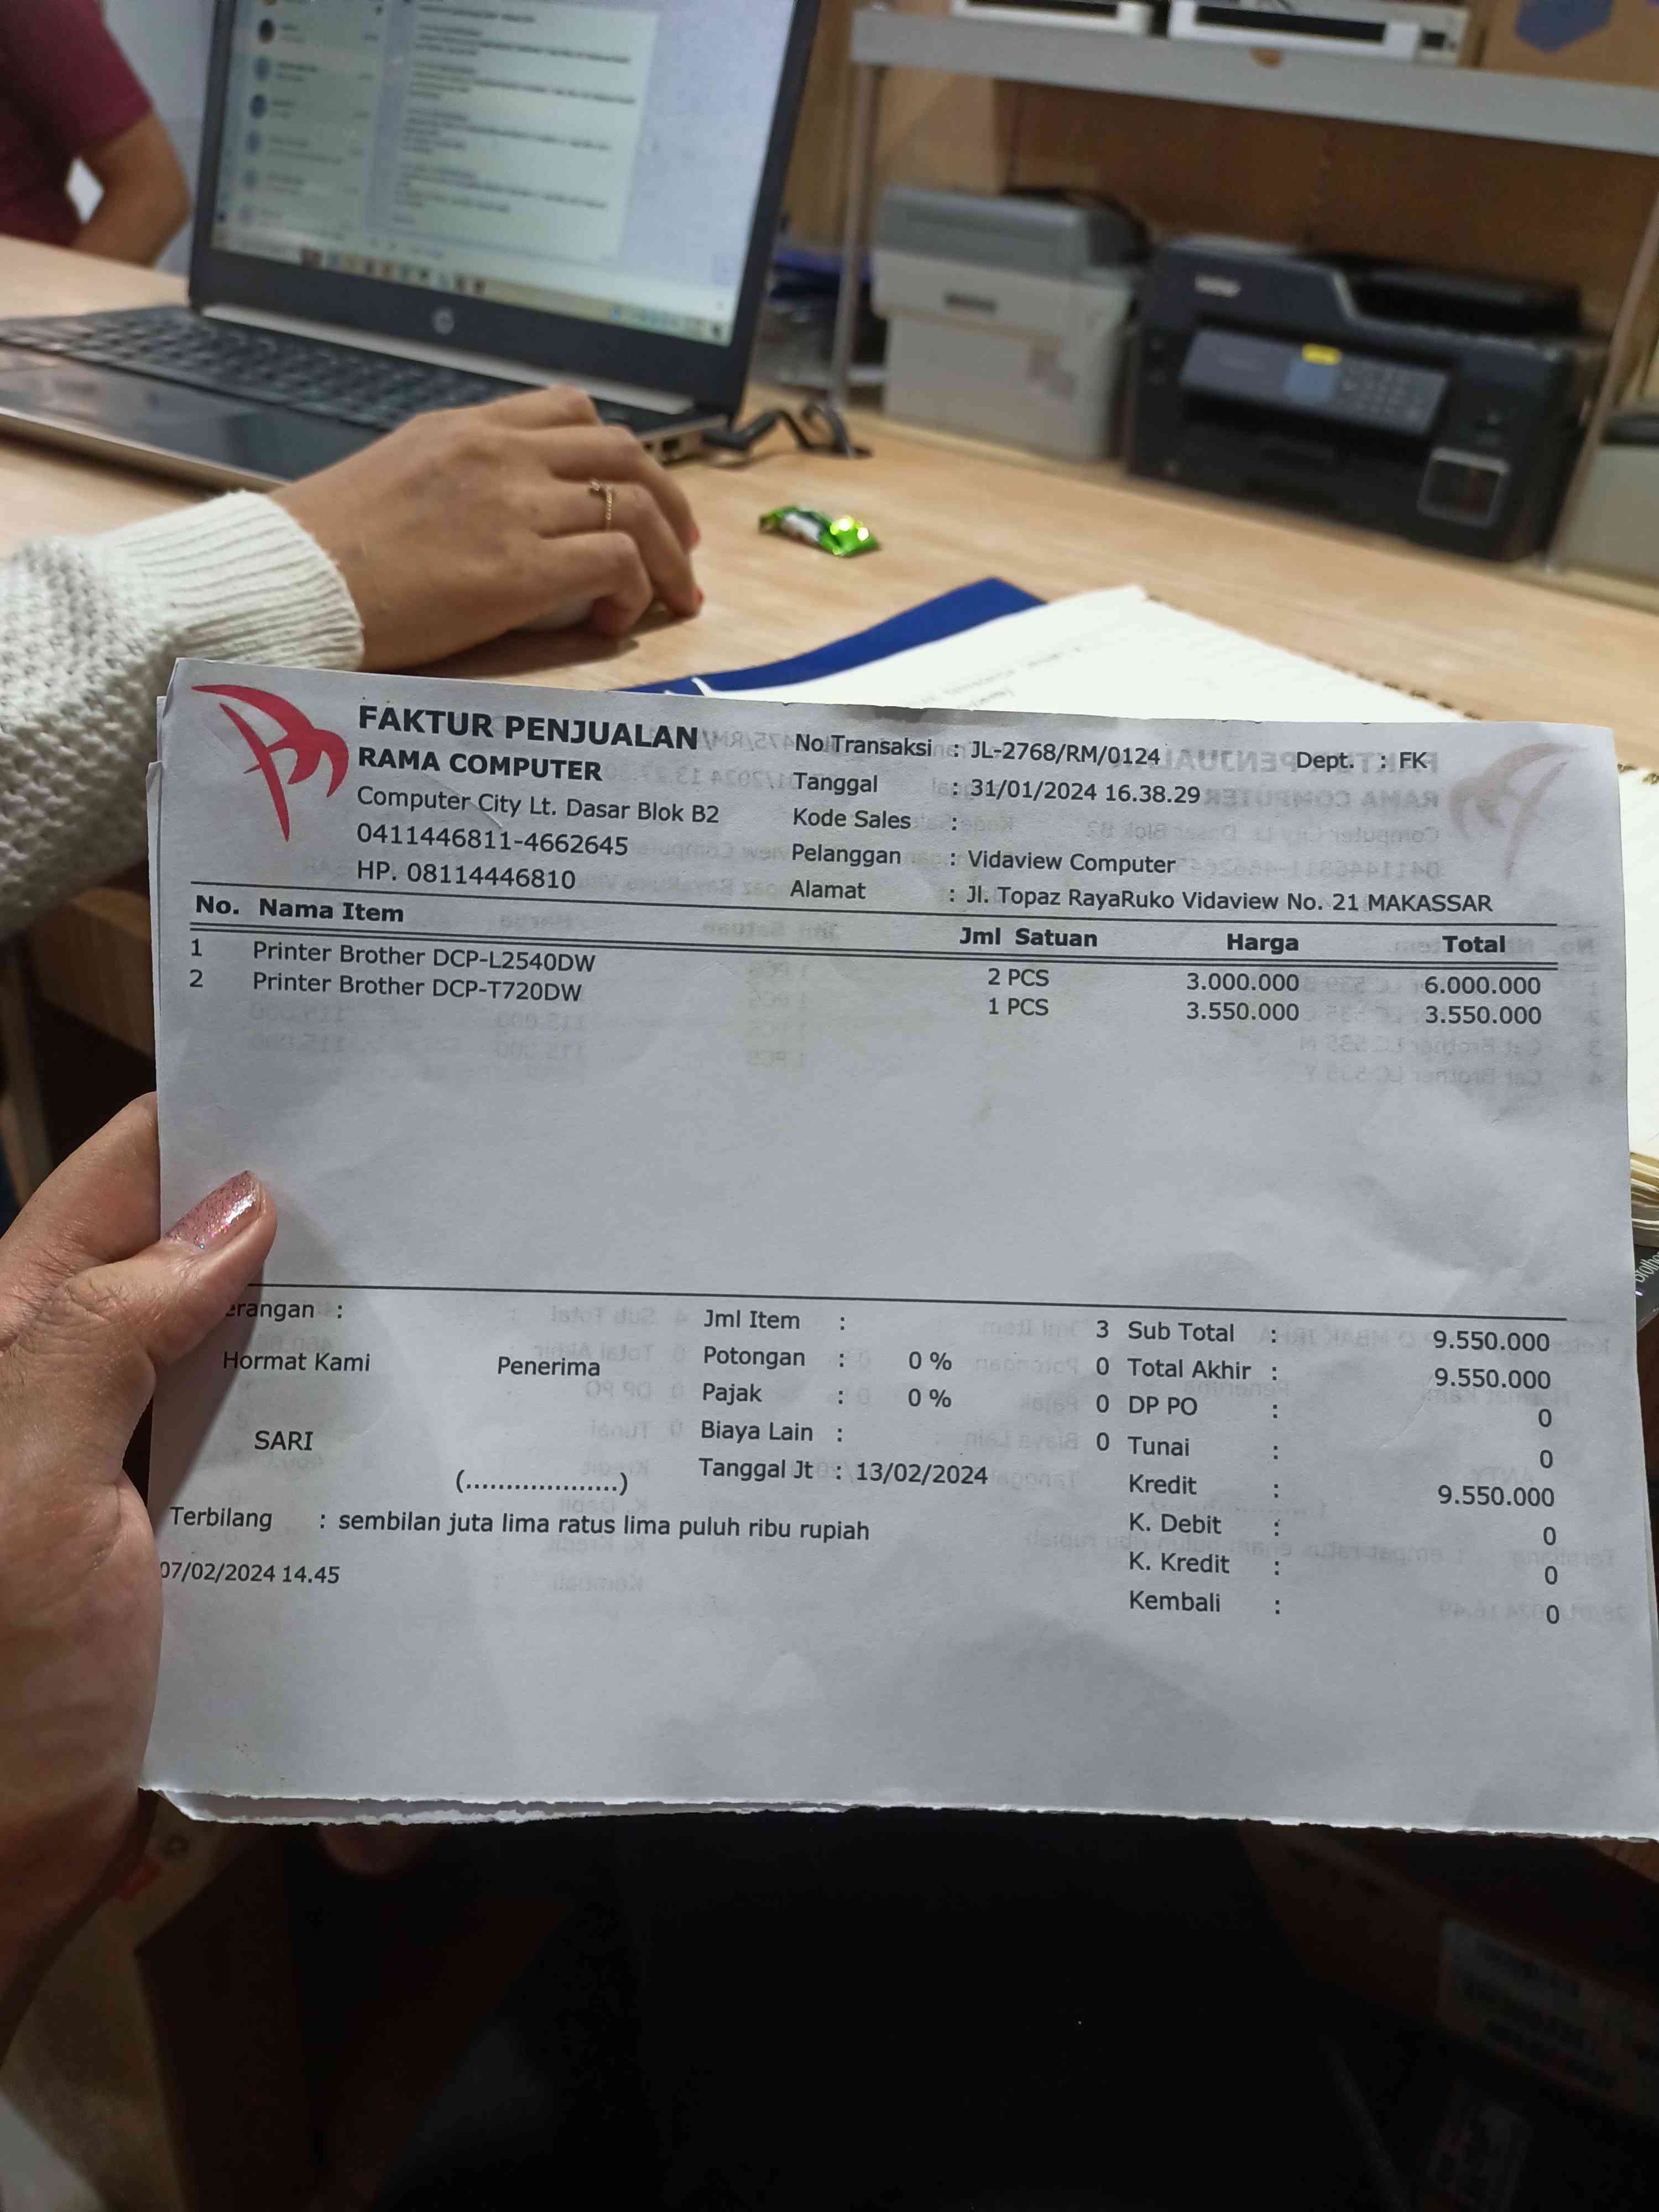 FAKTUR PENJUALAN
RAMA COMPUTER
Computer City Lt. Dasar Blok B2
0411446811-4662645
HP. 08114446810
No Transaksi : JL-2768/RM/0124 Dept. : FK
Tanggal : 31/01/2024 16.38.29
Kode Sales :
Pelanggan : Vidaview Computer
Alamat : Jl. Topaz RayaRuko Vidaview No. 21 MAKASSAR
No. Nama Item Jml Satuan Harga Total
1 Printer Brother DCP-L2540DW 2 PCS 3.000.000 6.000.000
2 Printer Brother DCP-T720DW 1 PCS 3.550.000 3.550.000
erangan :
Hormat Kami Penerima
SARI
(...................)
Jml Item : 3
Potongan : 0 % 0
Pajak : 0 % 0
Biaya Lain : 0
Tanggal Jt : 13/02/2024
Sub Total : 9.550.000
Total Akhir : 9.550.000
DP PO : 0
Tunai : 0
Kredit : 9.550.000
K. Debit : 0
K. Kredit : 0
Kembali : 0
Terbilang : sembilan juta lima ratus lima puluh ribu rupiah
07/02/2024 14.45